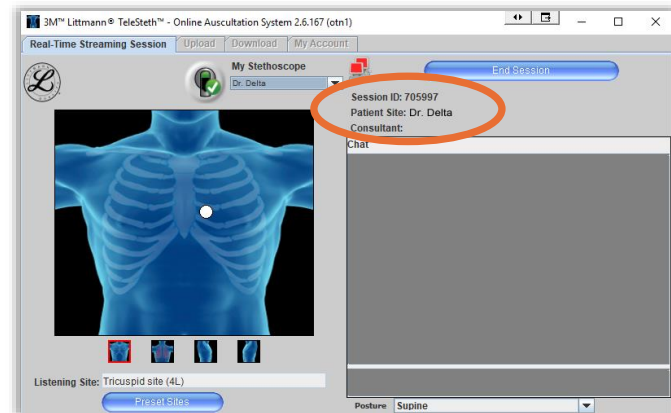 3M™ Littmann® TeleSteth™ - Online Auscultation System 2.6.167 (otn1)
Real-Time Streaming Session Upload Download My Account
My Stethoscope
Dr. Delta
End Session
Session ID: 705997
Patient Site: Dr. Delta
Consultant:
Chat
Listening Site: Tricuspid site (4L)
Preset Sites
Posture Supine